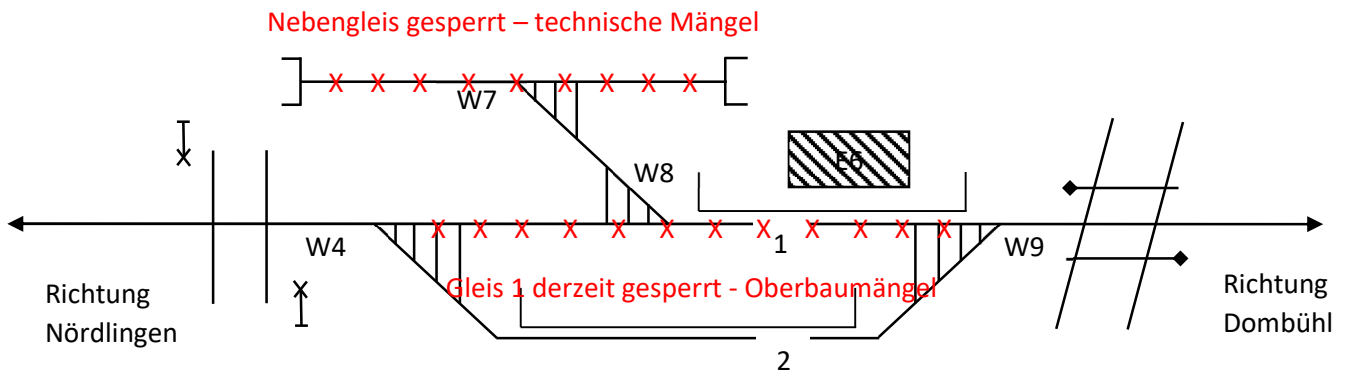 Nebengleis gesperrt – technische Mängel
W7
E6
W8
W4
1
W9
Gleis 1 derzeit gesperrt - Oberbaumängel
Richtung
Nördlingen
Richtung
Dombühl
2